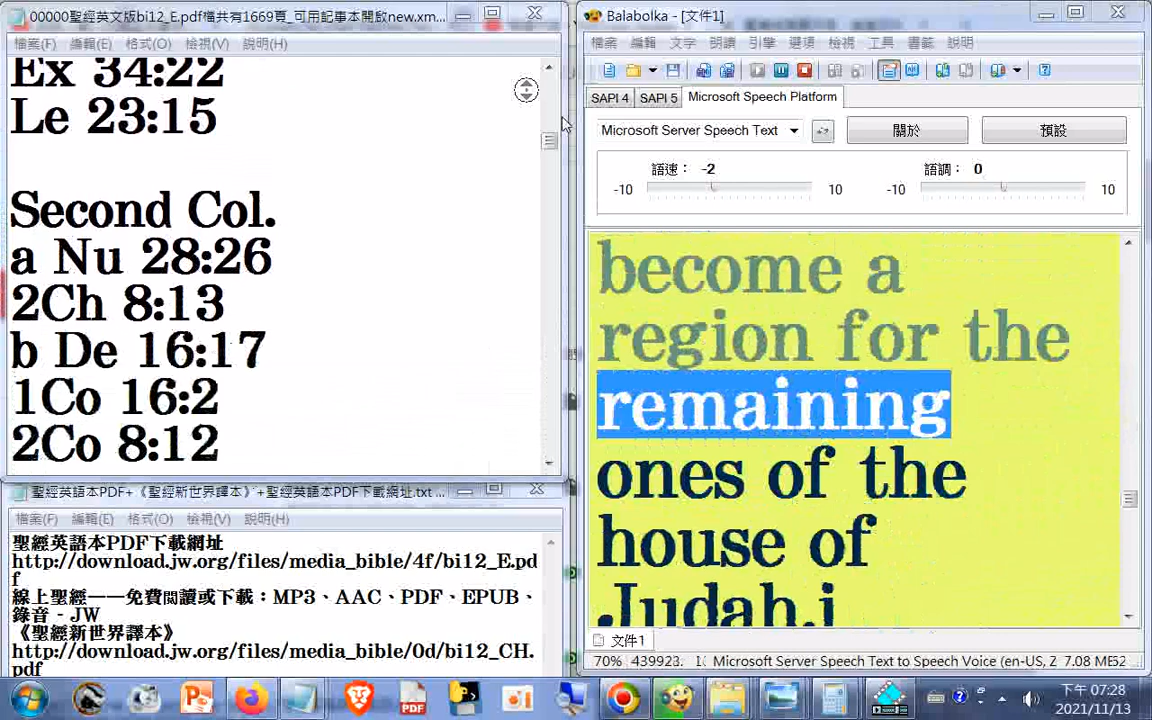 00000聖經英文版bi12_E.pdf檔共有1669頁_可用記事本開啟new.xm...
檔案(F) 編輯(E) 格式(O) 檢視(V) 說明(H)
Ex 34:22
Le 23:15
Second Col.
a Nu 28:26
2Ch 8:13
b De 16:17
1Co 16:2
2Co 8:12
聖經英語本PDF+《聖經新世界譯本》+聖經英語本PDF下載網址.txt ...
檔案(F) 編輯(E) 格式(O) 檢視(V) 說明(H)
聖經英語本PDF下載網址
http://download.jw.org/files/media_bible/4f/bi12_E.pd
f
線上聖經——免費閱讀或下載：MP3、AAC、PDF、EPUB、
錄音 - JW
《聖經新世界譯本》
http://download.jw.org/files/media_bible/0d/bi12_CH.
pdf
Balabolka - [文件1]
檔案 編輯 文字 朗讀 引擎 選項 檢視 工具 書籤 說明
SAPI 4 SAPI 5 Microsoft Speech Platform
Microsoft Server Speech Text 關於 預設
語速： -2 語調： 0
-10 10 -10 10
become a
region for the
remaining
ones of the
house of
Judah.i
文件1
70% 439923. Microsoft Server Speech Text to Speech Voice (en-US, Z 7.08 ME52
PDF
下午 07:28
2021/11/13